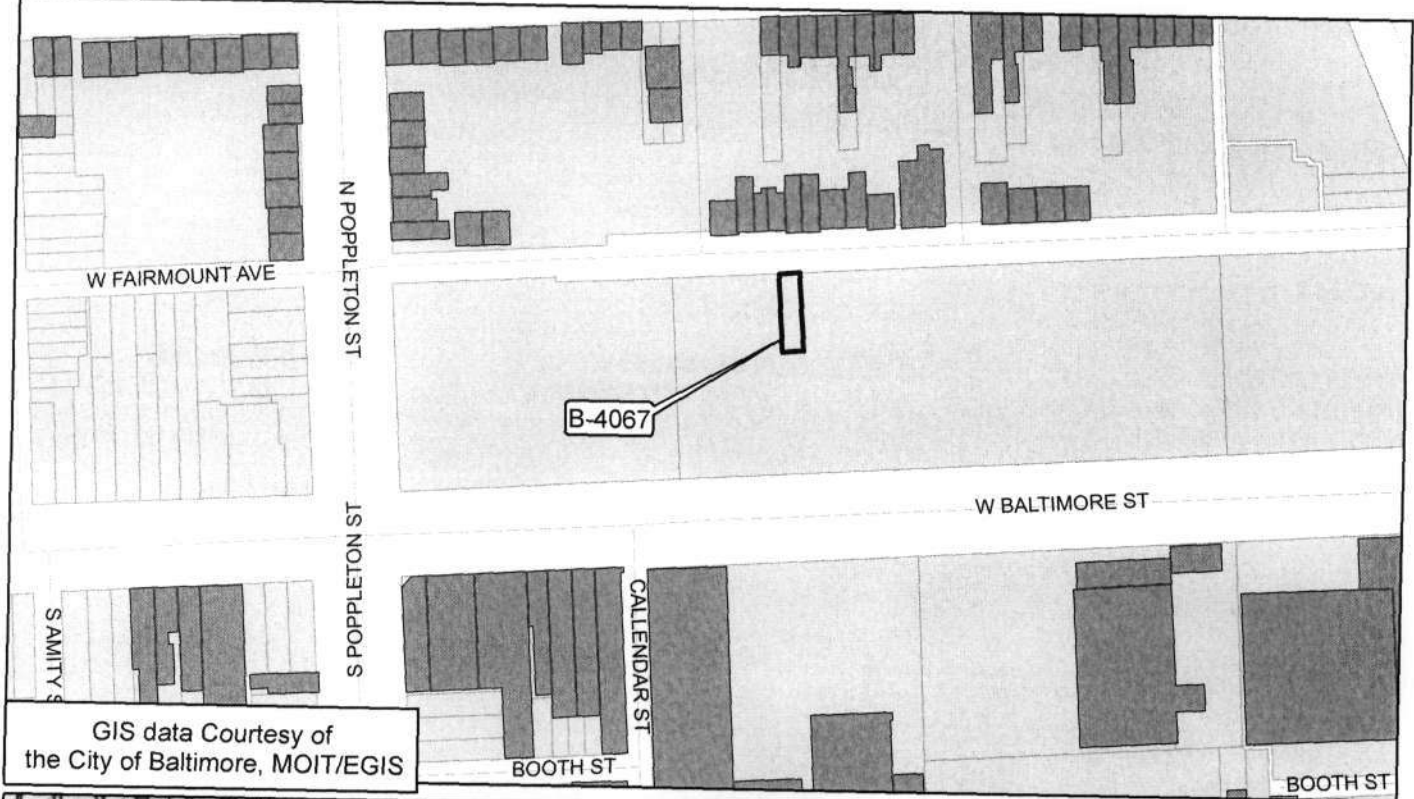 W FAIRMOUNT AVE
N POPPLETON ST
B-4067
W BALTIMORE ST
S POPPLETON ST
CALLENDAR ST
S AMITY S
GIS data Courtesy of
the City of Baltimore, MOIT/EGIS
BOOTH ST
BOOTH ST